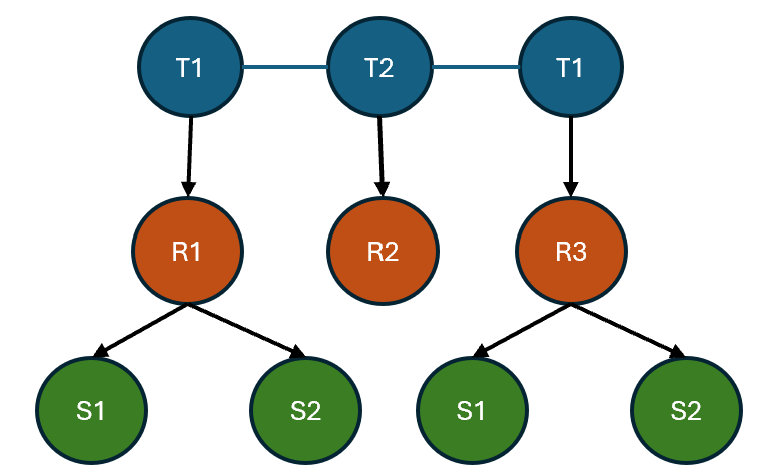 T1 T2 T1
R1 R2 R3
S1 S2 S1 S2